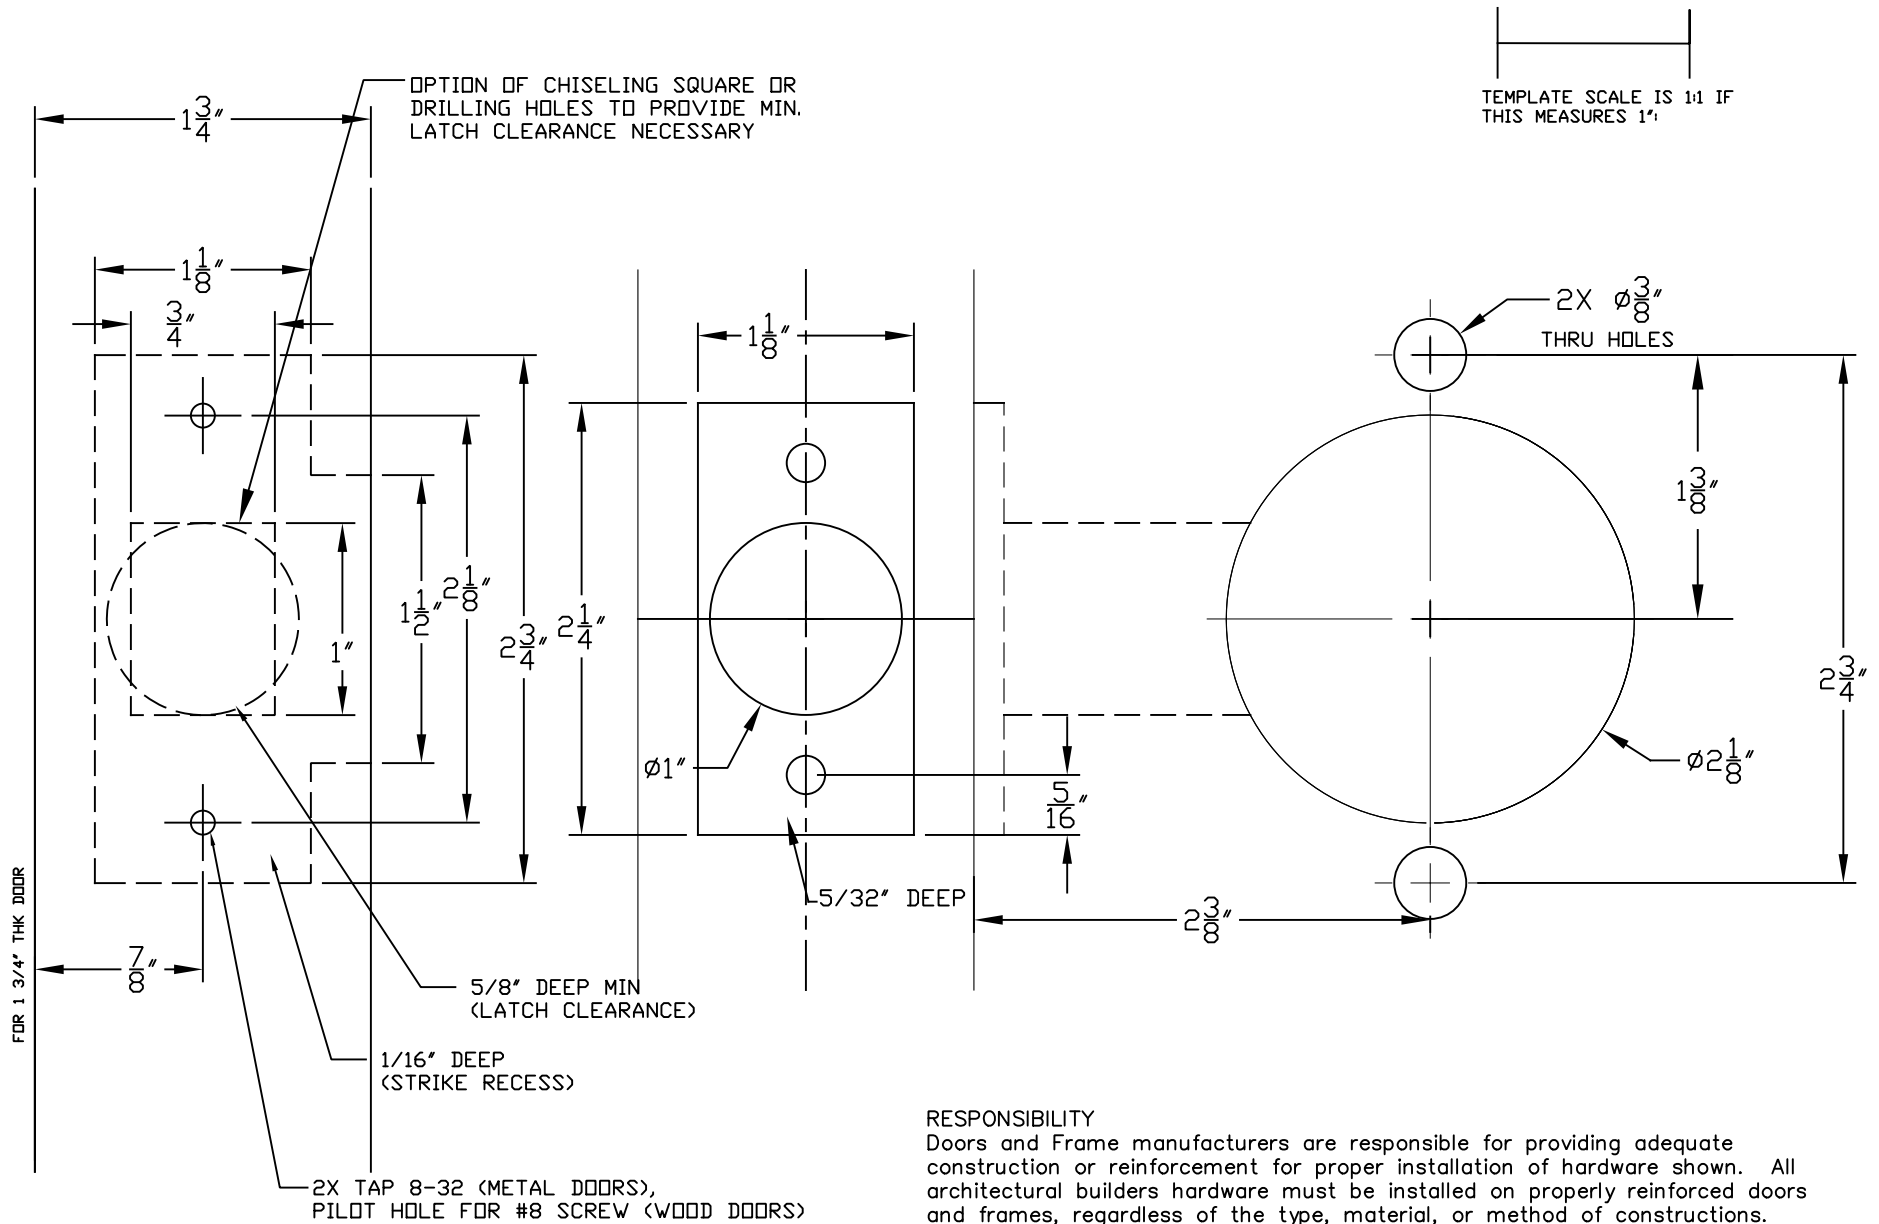 OPTION OF CHISELING SQUARE OR
DRILLING HOLES TO PROVIDE MIN.
LATCH CLEARANCE NECESSARY
TEMPLATE SCALE IS 1:1 IF
THIS MEASURES 1":
1 3/4"
1 1/8"
3/4"
2X Ø3/8"
THRU HOLES
1 1/8"
1 3/8"
2 1/8"
1 1/2"
2 3/4"
2 1/4"
1"
2 3/4"
Ø1"
Ø2 1/8"
5/16"
5/32" DEEP
2 3/8"
FOR 1 3/4" THK DOOR
7/8"
5/8" DEEP MIN
(LATCH CLEARANCE)
1/16" DEEP
(STRIKE RECESS)
2X TAP 8-32 (METAL DOORS),
PILOT HOLE FOR #8 SCREW (WOOD DOORS)
RESPONSIBILITY
Doors and Frame manufacturers are responsible for providing adequate
construction or reinforcement for proper installation of hardware shown. All
architectural builders hardware must be installed on properly reinforced doors
and frames, regardless of the type, material, or method of constructions.